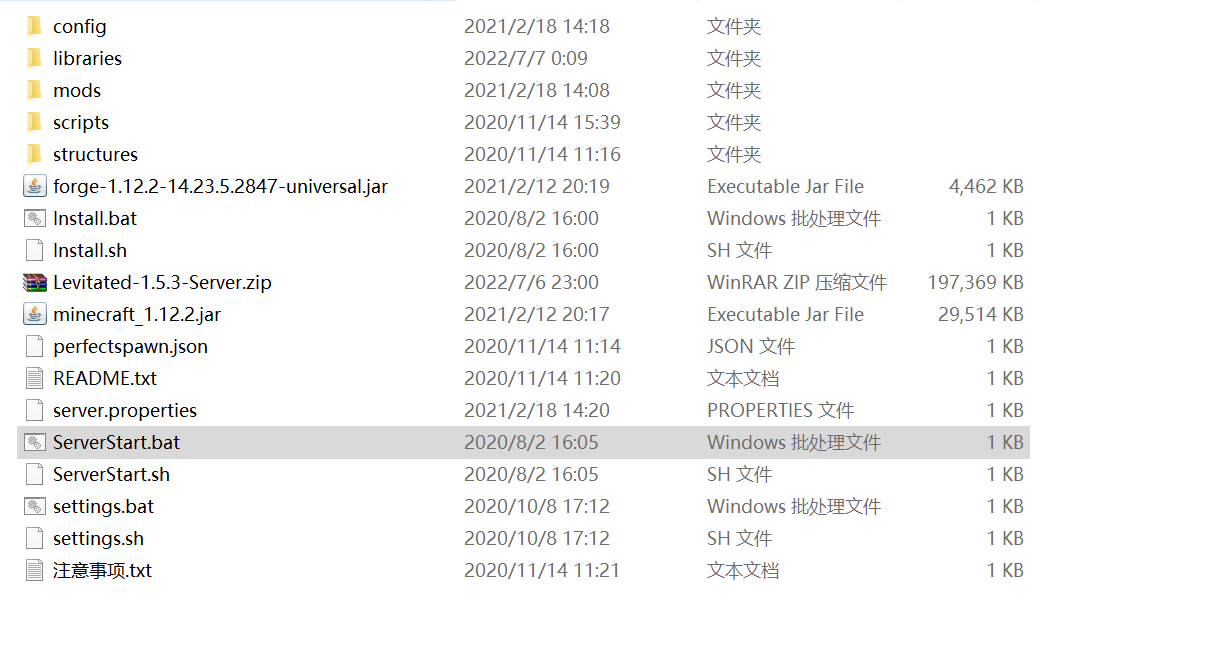 config 2021/2/18 14:18 文件夹
libraries 2022/7/7 0:09 文件夹
mods 2021/2/18 14:08 文件夹
scripts 2020/11/14 15:39 文件夹
structures 2020/11/14 11:16 文件夹
forge-1.12.2-14.23.5.2847-universal.jar 2021/2/12 20:19 Executable Jar File 4,462 KB
Install.bat 2020/8/2 16:00 Windows 批处理文件 1 KB
Install.sh 2020/8/2 16:00 SH 文件 1 KB
Levitated-1.5.3-Server.zip 2022/7/6 23:00 WinRAR ZIP 压缩文件 197,369 KB
minecraft_1.12.2.jar 2021/2/12 20:17 Executable Jar File 29,514 KB
perfectspawn.json 2020/11/14 11:14 JSON 文件 1 KB
README.txt 2020/11/14 11:20 文本文档 1 KB
server.properties 2021/2/18 14:20 PROPERTIES 文件 1 KB
ServerStart.bat 2020/8/2 16:05 Windows 批处理文件 1 KB
ServerStart.sh 2020/8/2 16:05 SH 文件 1 KB
settings.bat 2020/10/8 17:12 Windows 批处理文件 1 KB
settings.sh 2020/10/8 17:12 SH 文件 1 KB
注意事项.txt 2020/11/14 11:21 文本文档 1 KB